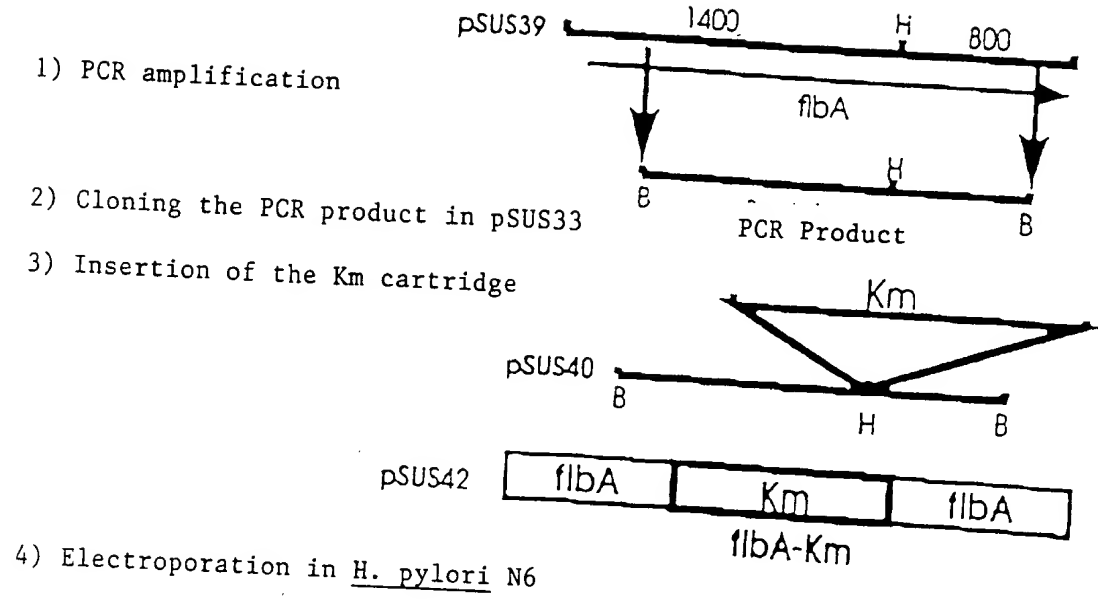 pSUS39 1400 H 800
1) PCR amplification
flbA
H
B B
2) Cloning the PCR product in pSUS33
PCR Product
3) Insertion of the Km cartridge
Km
pSUS40
B H B
pSUS42 flbA Km flbA
flbA-Km
4) Electroporation in H. pylori N6